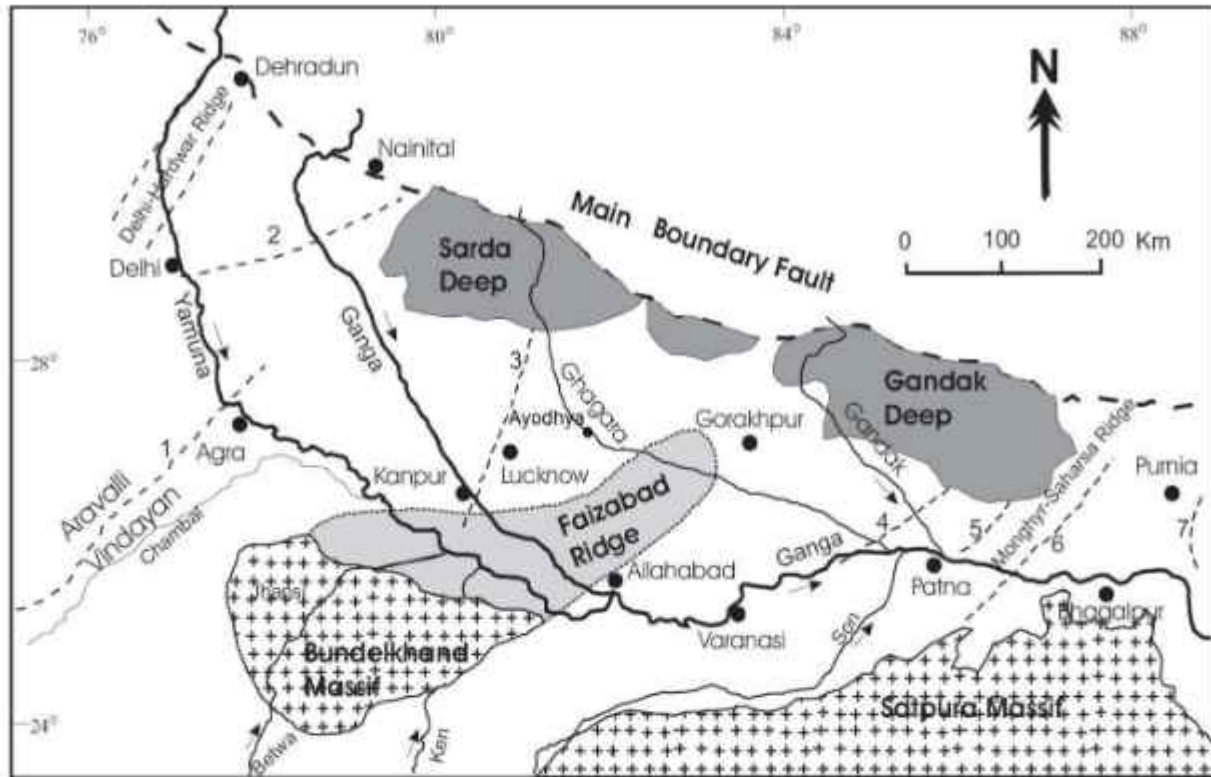 76°
80°
84°
88°
Dehradun
N
Delhi-Hardwar Ridge
Nainital
Main Boundary Fault
2
Sarda
Deep
0 100 200 Km
Delhi
Yamuna
Ganga
28°
3
Ghagara
Gandak
Deep
Ayodhya
Gorakhpur
Gandak
Monghyr-Saharsa Ridge
1
Agra
Lucknow
Purnia
Kanpur
Aravalli
Vindayan
Chambal
Faizabad
Ridge
4
5
6
7
Ganga
Allahabad
Patna
Jhansi
Bhagalpur
Varanasi
Son
Bundelkhand
Massif
Satpura Massif
24°
Betwa
Ken